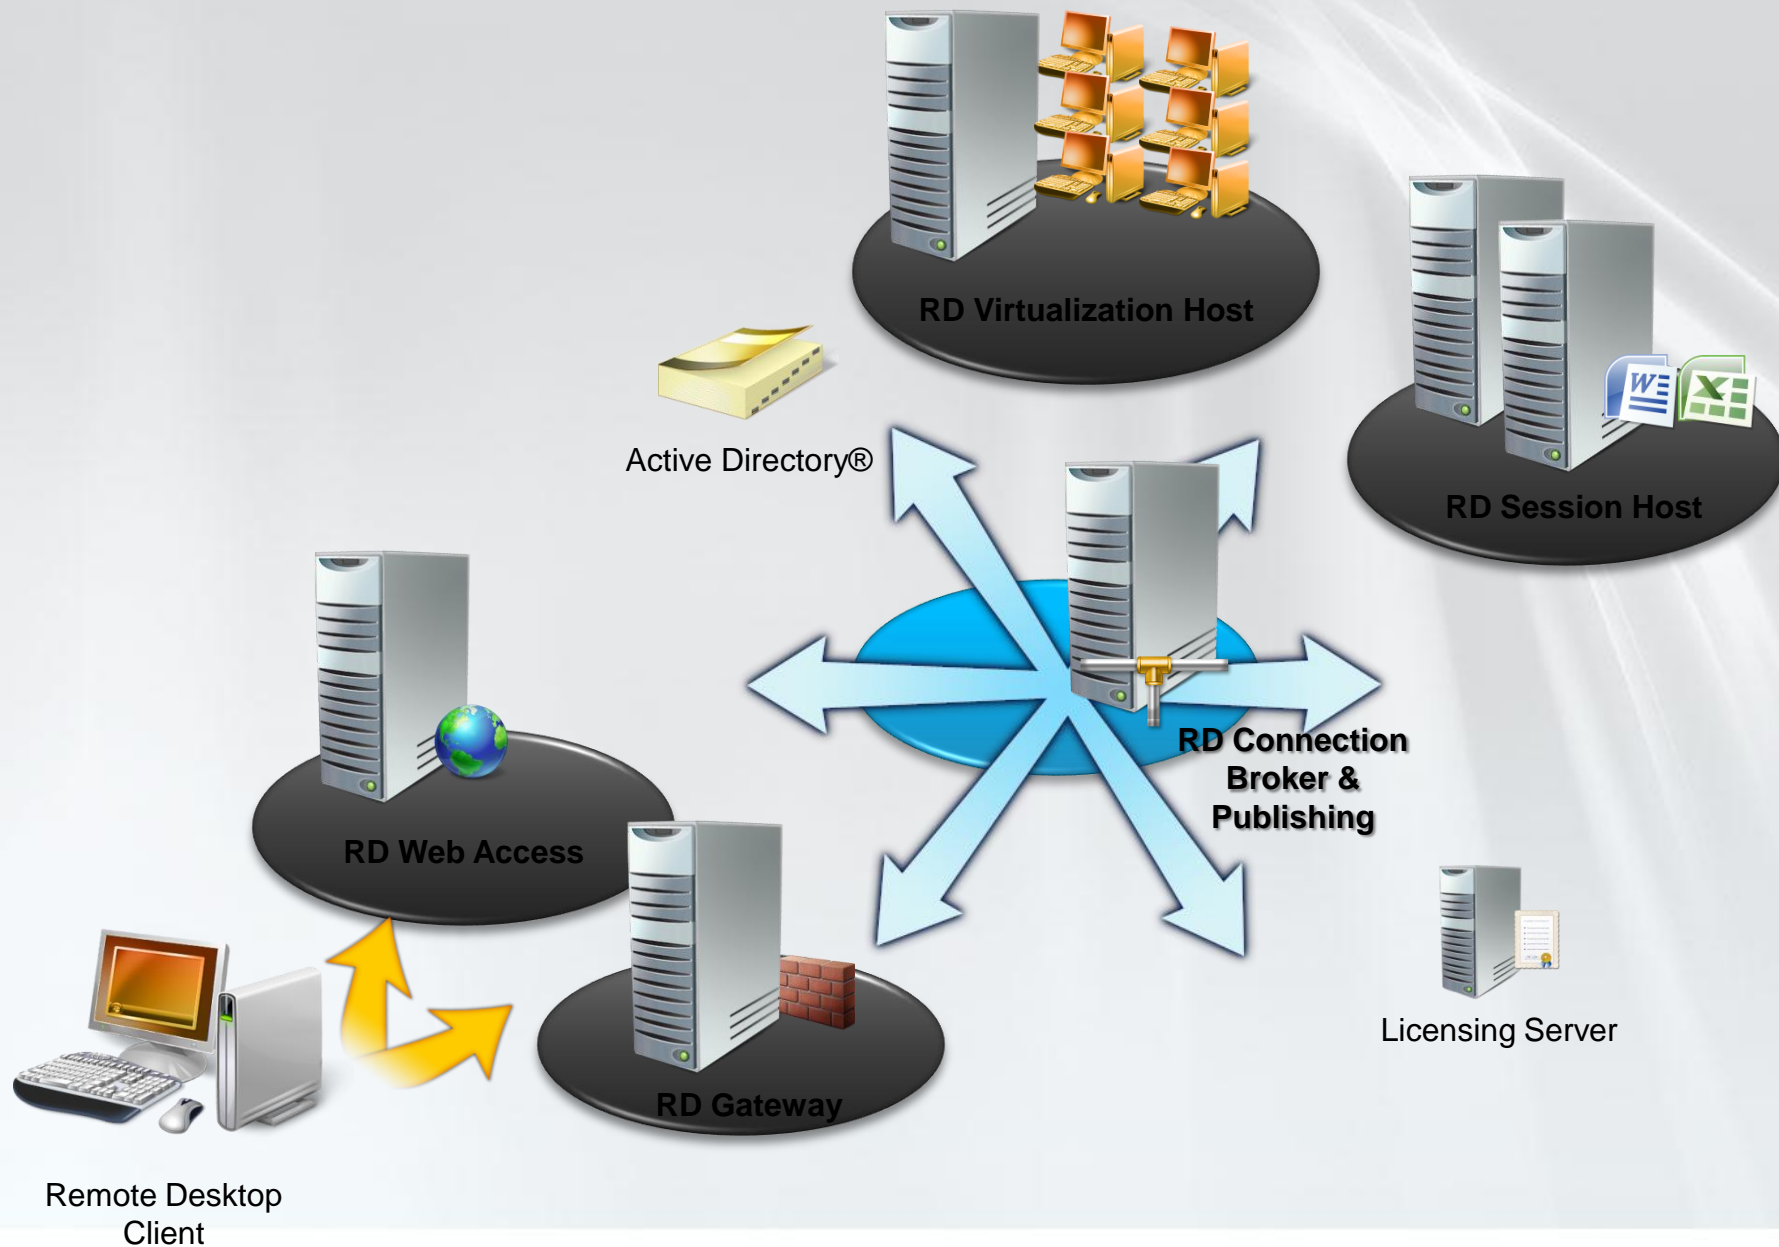 RD Virtualization Host
Active Directory®
RD Session Host
RD Connection
Broker &
Publishing
RD Web Access
Licensing Server
RD Gateway
Remote Desktop
Client